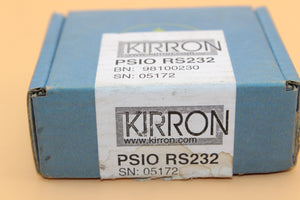 KIRRON
PSIO RS232
BN: 98100230
SN: 05172
KIRRON
www.kirron.com
PSIO RS232
SN: 05172